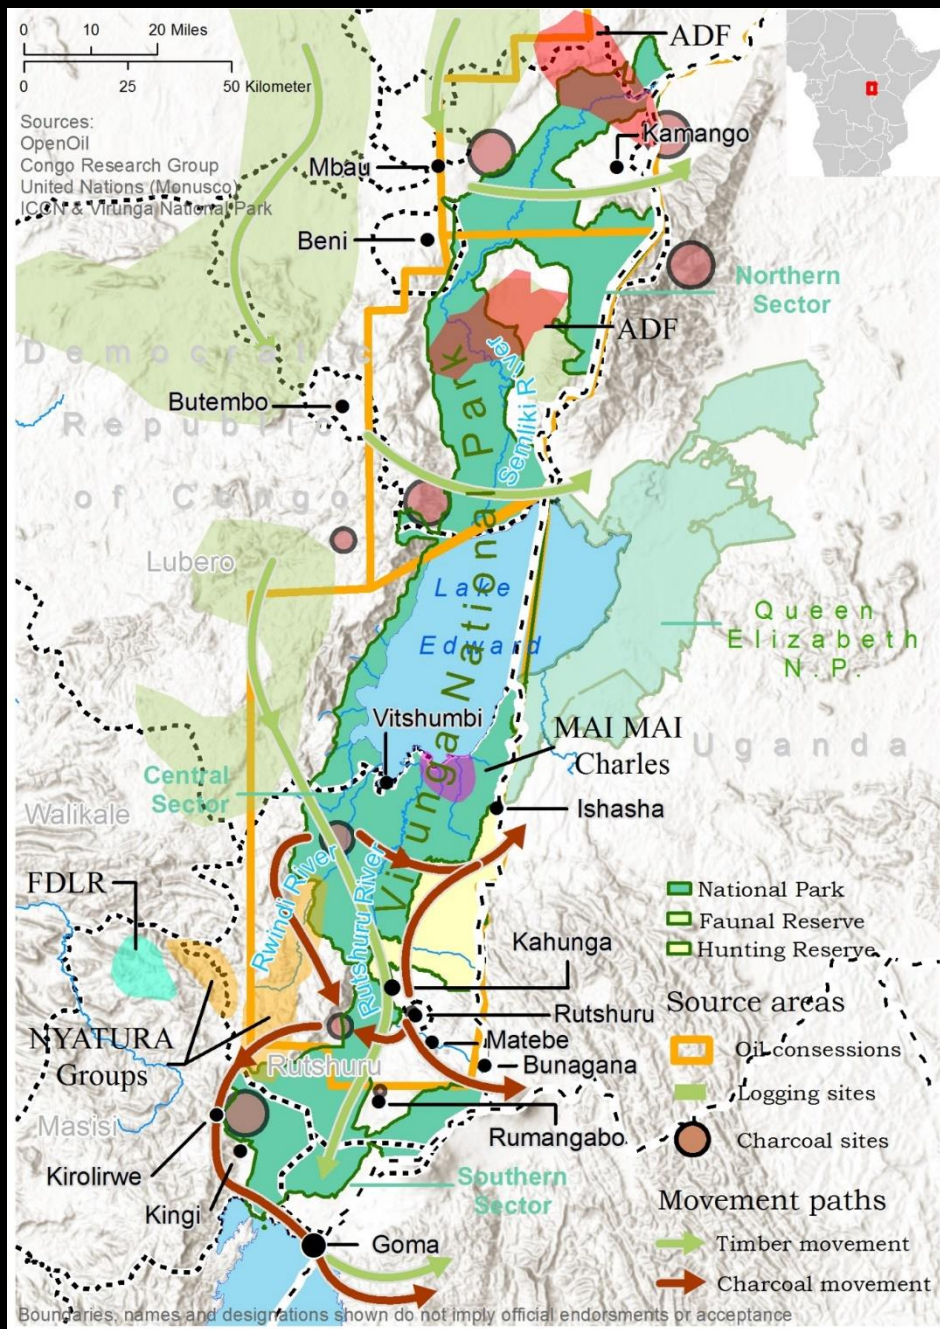 0 10 20 Miles
0 25 50 Kilometer
Sources:
OpenOil
Congo Research Group
United Nations (Monusco)
ICCN & Virunga National Park
ADF
Kamango
Mbau
Beni
Northern
Sector
ADF
Democratic
Republic
of Congo
Butembo
Semliki River
Virunga National Park
Lubero
Lake
Edward
Queen
Elizabeth
N.P.
Vitshumbi
MAI MAI
Charles
Uganda
Central
Sector
Ishasha
Walikale
FDLR
Rwindi River
Rutshuru River
National Park
Faunal Reserve
Hunting Reserve
Kahunga
NYATURA
Groups
Rutshuru
Matebe
Bunagana
Rutshuru
Source areas
Oil consessions
Logging sites
Charcoal sites
Masisi
Rumangabo
Kirolirwe
Kingi
Southern
Sector
Movement paths
Timber movement
Charcoal movement
Goma
Boundaries, names and designations shown do not imply official endorsments or acceptance